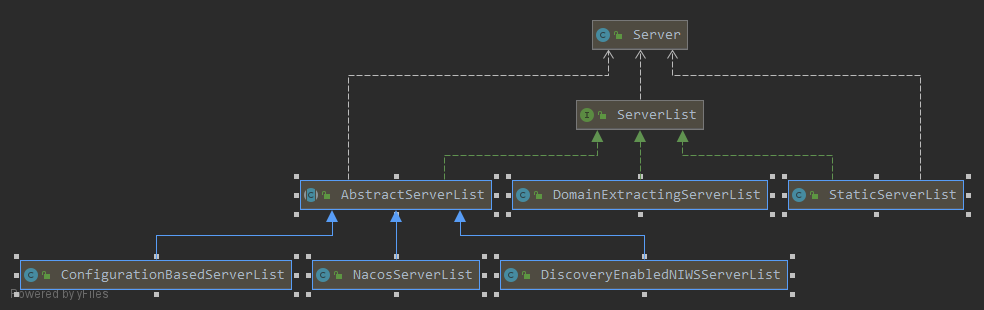 Server
ServerList
AbstractServerList
DomainExtractingServerList
StaticServerList
ConfigurationBasedServerList
NacosServerList
DiscoveryEnabledNIWSServerList
Powered by yFiles